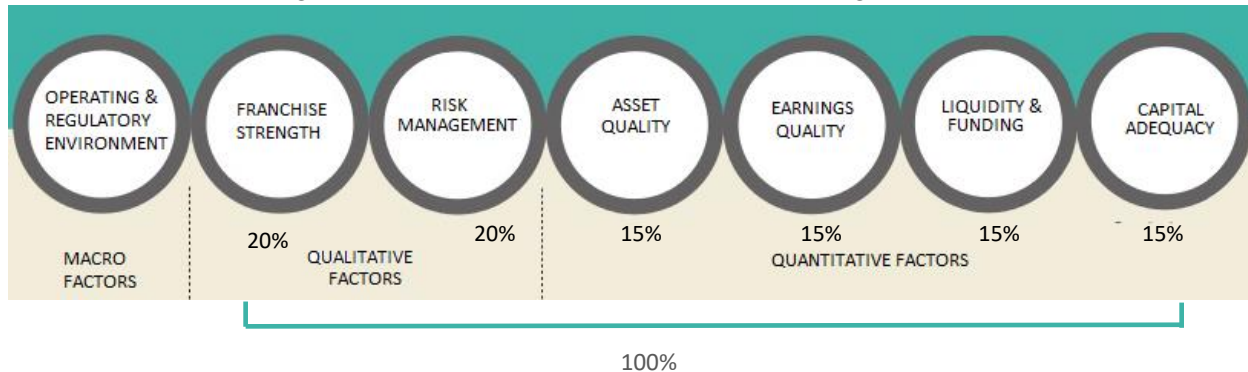 OPERATING &
REGULATORY
ENVIRONMENT
FRANCHISE
STRENGTH
RISK
MANAGEMENT
ASSET
QUALITY
EARNINGS
QUALITY
LIQUIDITY &
FUNDING
CAPITAL
ADEQUACY
20%
20%
15%
15%
15%
15%
MACRO
FACTORS
QUALITATIVE
FACTORS
QUANTITATIVE FACTORS
100%